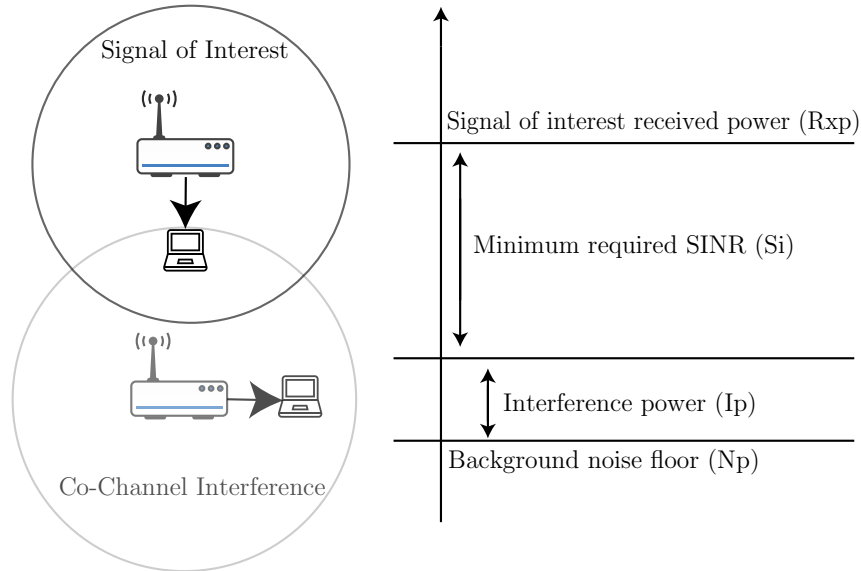 Signal of Interest
Co-Channel Interference
Signal of interest received power (Rxp)
Minimum required SINR (Si)
Interference power (Ip)
Background noise floor (Np)